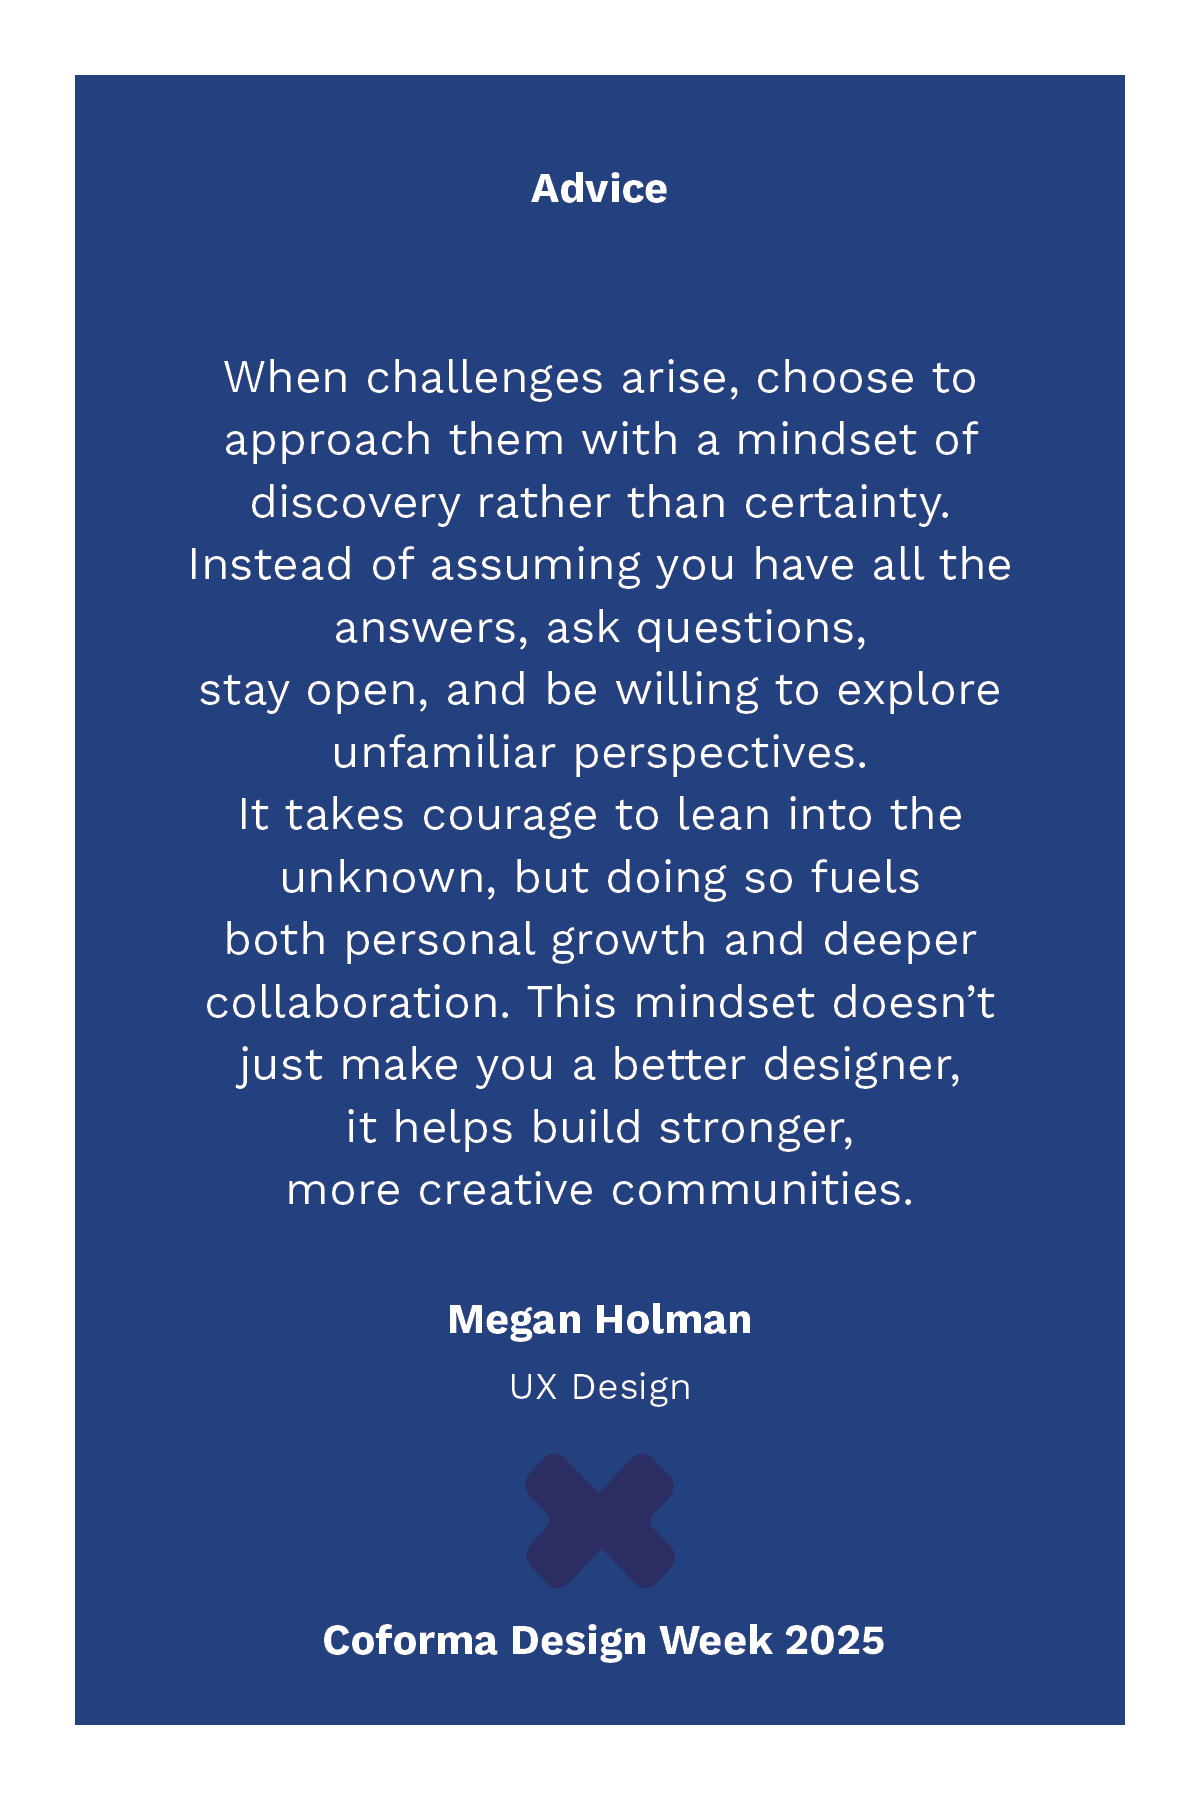 Advice
When challenges arise, choose to
approach them with a mindset of
discovery rather than certainty.
Instead of assuming you have all the
answers, ask questions,
stay open, and be willing to explore
unfamiliar perspectives.
It takes courage to lean into the
unknown, but doing so fuels
both personal growth and deeper
collaboration. This mindset doesn’t
just make you a better designer,
it helps build stronger,
more creative communities.
Megan Holman
UX Design
Coforma Design Week 2025